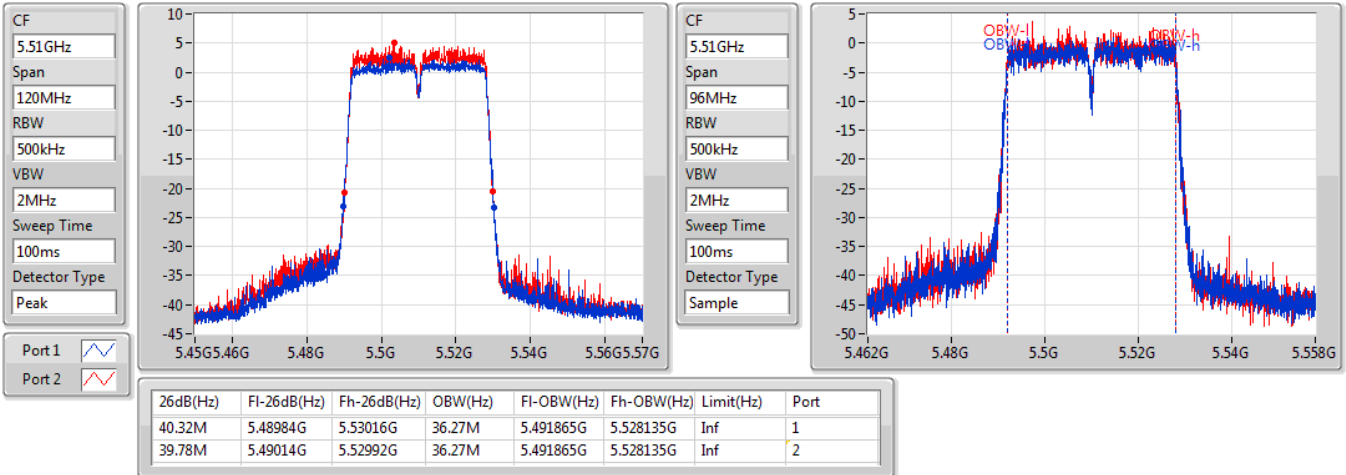 CF
5.51GHz
Span
120MHz
RBW
500kHz
VBW
2MHz
Sweep Time
100ms
Detector Type
Peak
Port 1
Port 2
10-
5-
0-
-5-
-10-
-15-
-20-
-25-
-30-
-35-
-40-
-45-
5.45G 5.46G 5.48G 5.5G 5.52G 5.54G 5.56G 5.57G
CF
5.51GHz
Span
96MHz
RBW
500kHz
VBW
2MHz
Sweep Time
100ms
Detector Type
Sample
5-
0-
-5-
-10-
-15-
-20-
-25-
-30-
-35-
-40-
-45-
-50-
OBW-l OBW-h
OBW-h
5.462G 5.48G 5.5G 5.52G 5.54G 5.558G
26dB(Hz) Fl-26dB(Hz) Fh-26dB(Hz) OBW(Hz) Fl-OBW(Hz) Fh-OBW(Hz) Limit(Hz) Port
40.32M 5.48984G 5.53016G 36.27M 5.491865G 5.528135G Inf 1
39.78M 5.49014G 5.52992G 36.27M 5.491865G 5.528135G Inf 2